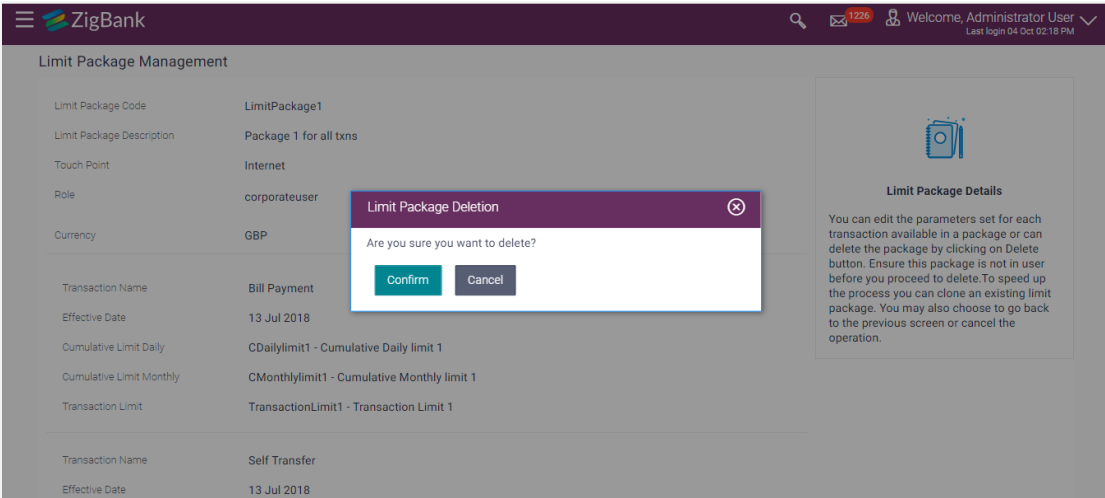 ZigBank
1226
Welcome, Administrator User
Last login 04 Oct 02:18 PM
Limit Package Management
Limit Package Code LimitPackage1
Limit Package Description Package 1 for all txns
Touch Point Internet
Role corporateuser
Currency GBP
Transaction Name Bill Payment
Effective Date 13 Jul 2018
Cumulative Limit Daily CDailylimit1 - Cumulative Daily limit 1
Cumulative Limit Monthly CMonthlylimit1 - Cumulative Monthly limit 1
Transaction Limit TransactionLimit1 - Transaction Limit 1
Transaction Name Self Transfer
Effective Date 13 Jul 2018
Limit Package Deletion
Are you sure you want to delete?
Confirm Cancel
Limit Package Details
You can edit the parameters set for each
transaction available in a package or can
delete the package by clicking on Delete
button. Ensure this package is not in user
before you proceed to delete.To speed up
the process you can clone an existing limit
package. You may also choose to go back
to the previous screen or cancel the
operation.